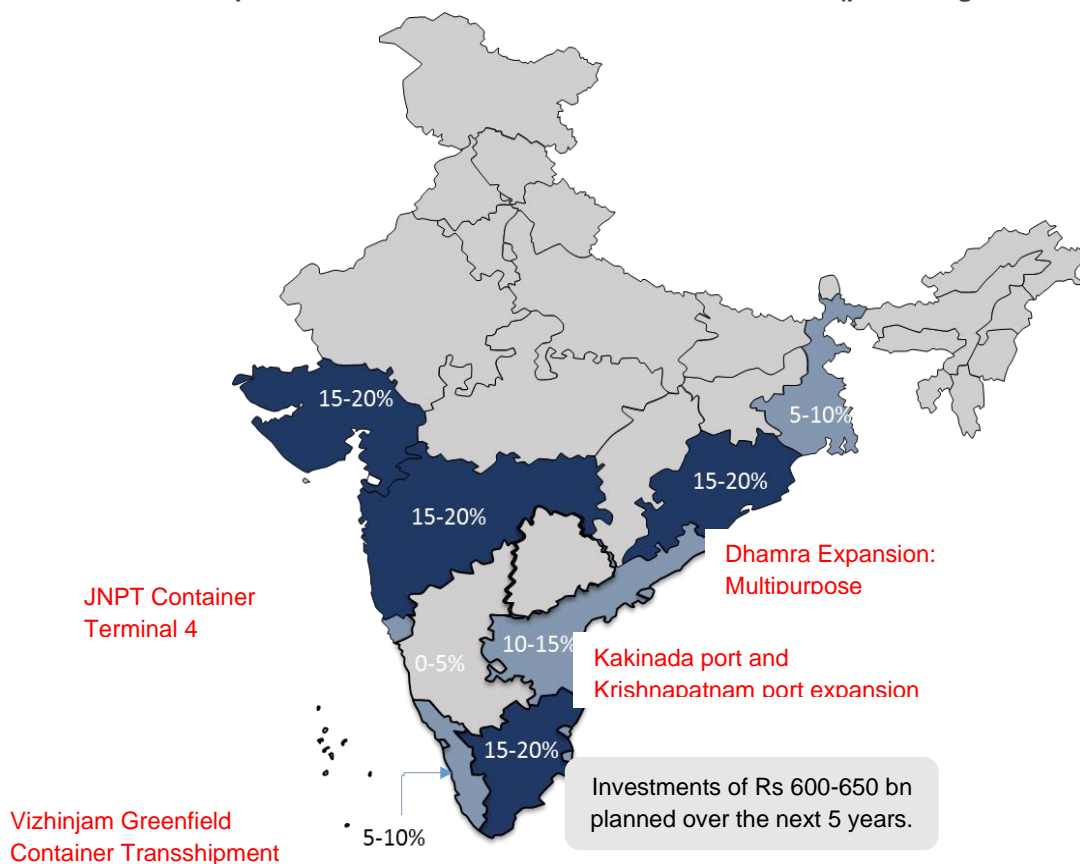 15-20%
5-10%
15-20%
15-20%
Dhamra Expansion:
Multipurpose
JNPT Container
Terminal 4
10-15%
0-5%
Kakinada port and
Krishnapatnam port expansion
15-20%
Investments of Rs 600-650 bn
planned over the next 5 years.
5-10%
Vizhinjam Greenfield
Container Transshipment